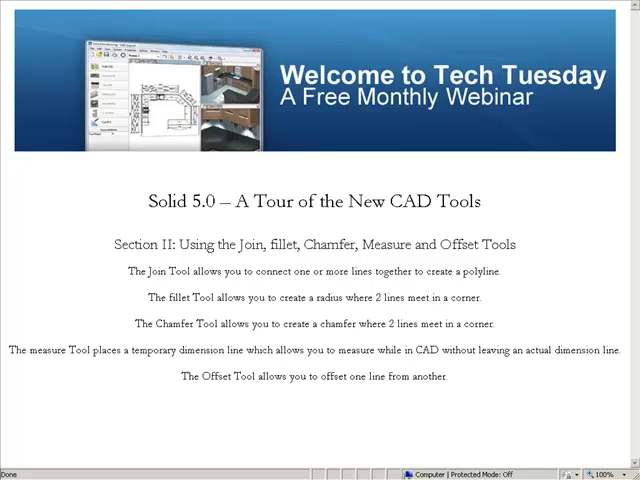 Welcome to Tech Tuesday
A Free Monthly Webinar
Solid 5.0 – A Tour of the New CAD Tools
Section II: Using the Join, fillet, Chamfer, Measure and Offset Tools
The Join Tool allows you to connect one or more lines together to create a polyline.
The fillet Tool allows you to create a radius where 2 lines meet in a corner.
The Chamfer Tool allows you to create a chamfer where 2 lines meet in a corner.
The measure Tool places a temporary dimension line which allows you to measure while in CAD without leaving an actual dimension line.
The Offset Tool allows you to offset one line from another.
Done
Computer | Protected Mode: Off
100%